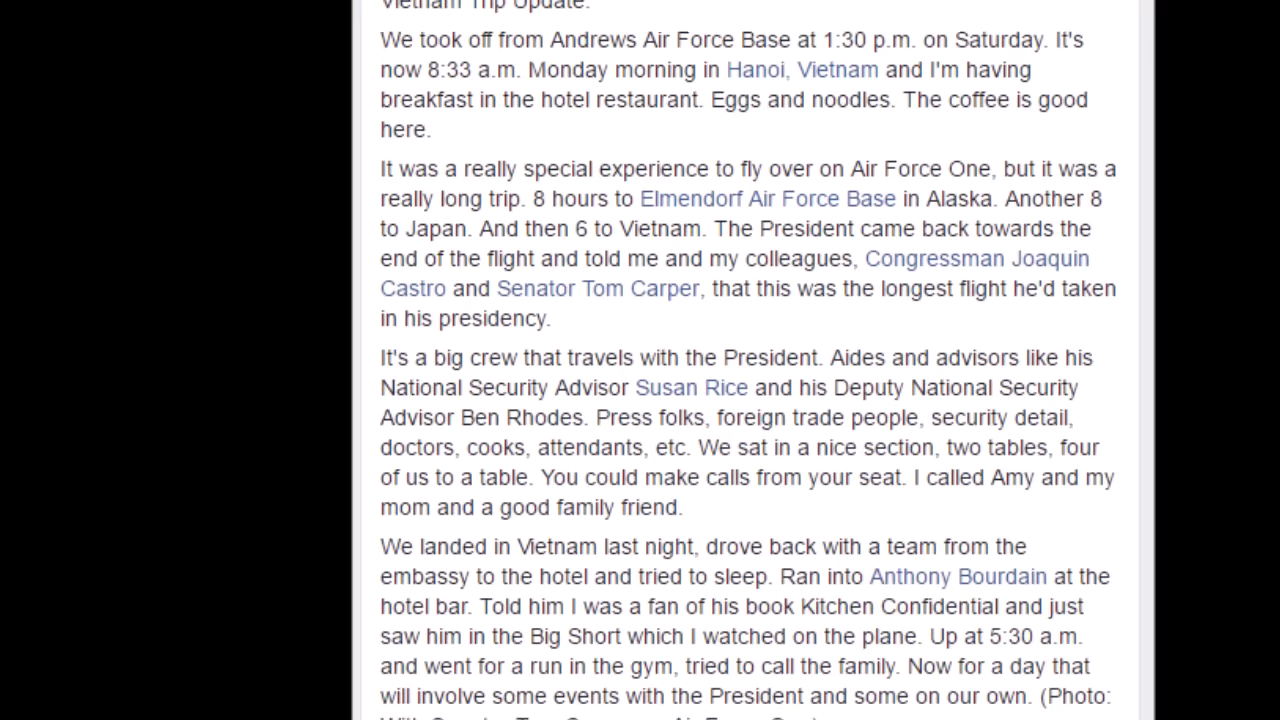 Vietnam Trip Update.
We took off from Andrews Air Force Base at 1:30 p.m. on Saturday. It's
now 8:33 a.m. Monday morning in Hanoi, Vietnam and I'm having
breakfast in the hotel restaurant. Eggs and noodles. The coffee is good
here.
It was a really special experience to fly over on Air Force One, but it was a
really long trip. 8 hours to Elmendorf Air Force Base in Alaska. Another 8
to Japan. And then 6 to Vietnam. The President came back towards the
end of the flight and told me and my colleagues, Congressman Joaquin
Castro and Senator Tom Carper, that this was the longest flight he'd taken
in his presidency.
It's a big crew that travels with the President. Aides and advisors like his
National Security Advisor Susan Rice and his Deputy National Security
Advisor Ben Rhodes. Press folks, foreign trade people, security detail,
doctors, cooks, attendants, etc. We sat in a nice section, two tables, four
of us to a table. You could make calls from your seat. I called Amy and my
mom and a good family friend.
We landed in Vietnam last night, drove back with a team from the
embassy to the hotel and tried to sleep. Ran into Anthony Bourdain at the
hotel bar. Told him I was a fan of his book Kitchen Confidential and just
saw him in the Big Short which I watched on the plane. Up at 5:30 a.m.
and went for a run in the gym, tried to call the family. Now for a day that
will involve some events with the President and some on our own. (Photo: